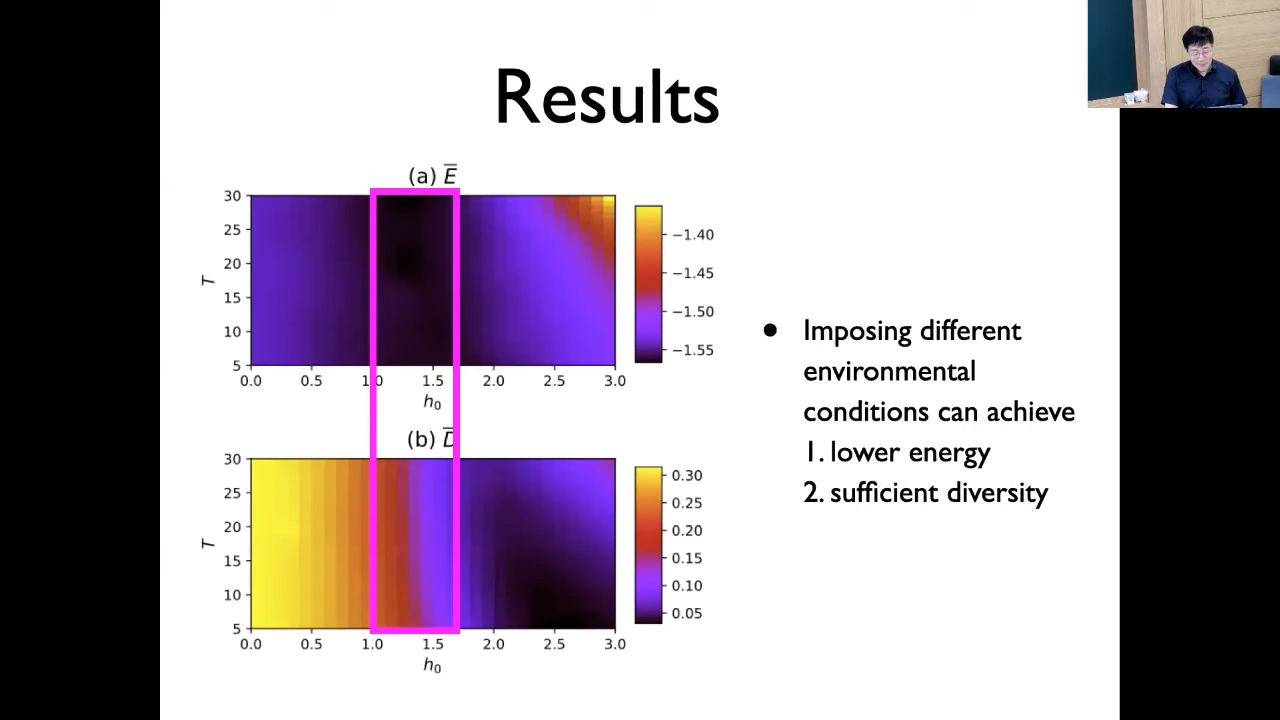 Results
(a) E̅
30
25
20
15
10
5
T
0.0 0.5 1.0 1.5 2.0 2.5 3.0
h₀
−1.40
−1.45
−1.50
−1.55
(b) D̅
30
25
20
15
10
5
T
0.0 0.5 1.0 1.5 2.0 2.5 3.0
h₀
0.30
0.25
0.20
0.15
0.10
0.05
● Imposing different
environmental
conditions can achieve
1. lower energy
2. sufficient diversity